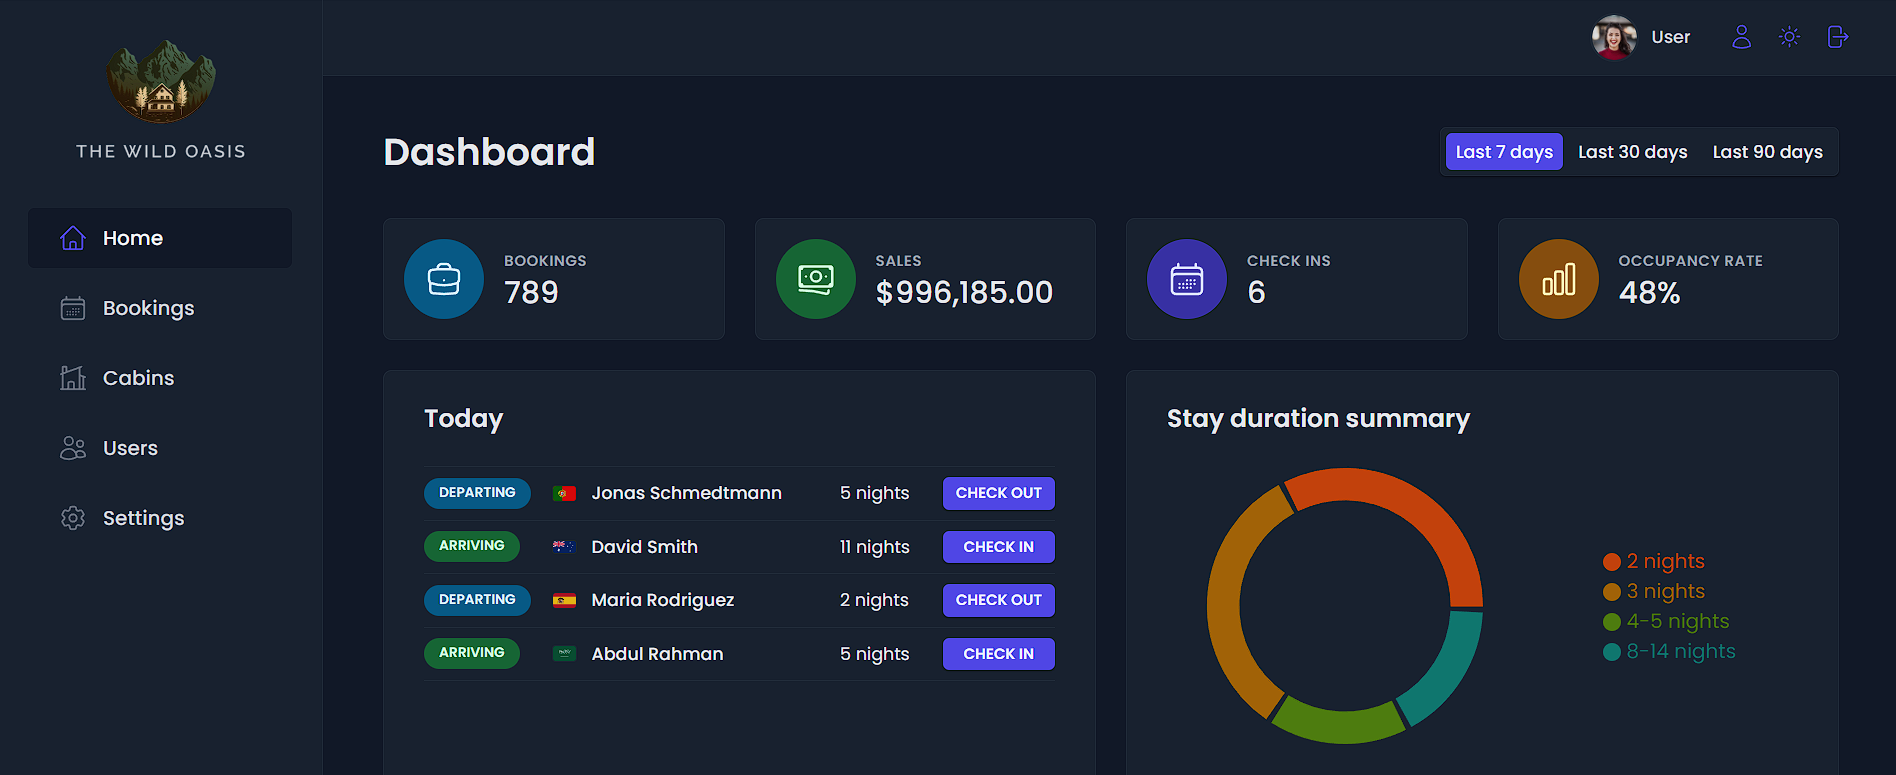 THE WILD OASIS
Home
Bookings
Cabins
Users
Settings
User
Dashboard
Last 7 days Last 30 days Last 90 days
BOOKINGS
789
SALES
$996,185.00
CHECK INS
6
OCCUPANCY RATE
48%
Today
DEPARTING Jonas Schmedtmann 5 nights CHECK OUT
ARRIVING David Smith 11 nights CHECK IN
DEPARTING Maria Rodriguez 2 nights CHECK OUT
ARRIVING Abdul Rahman 5 nights CHECK IN
Stay duration summary
2 nights
3 nights
4-5 nights
8-14 nights